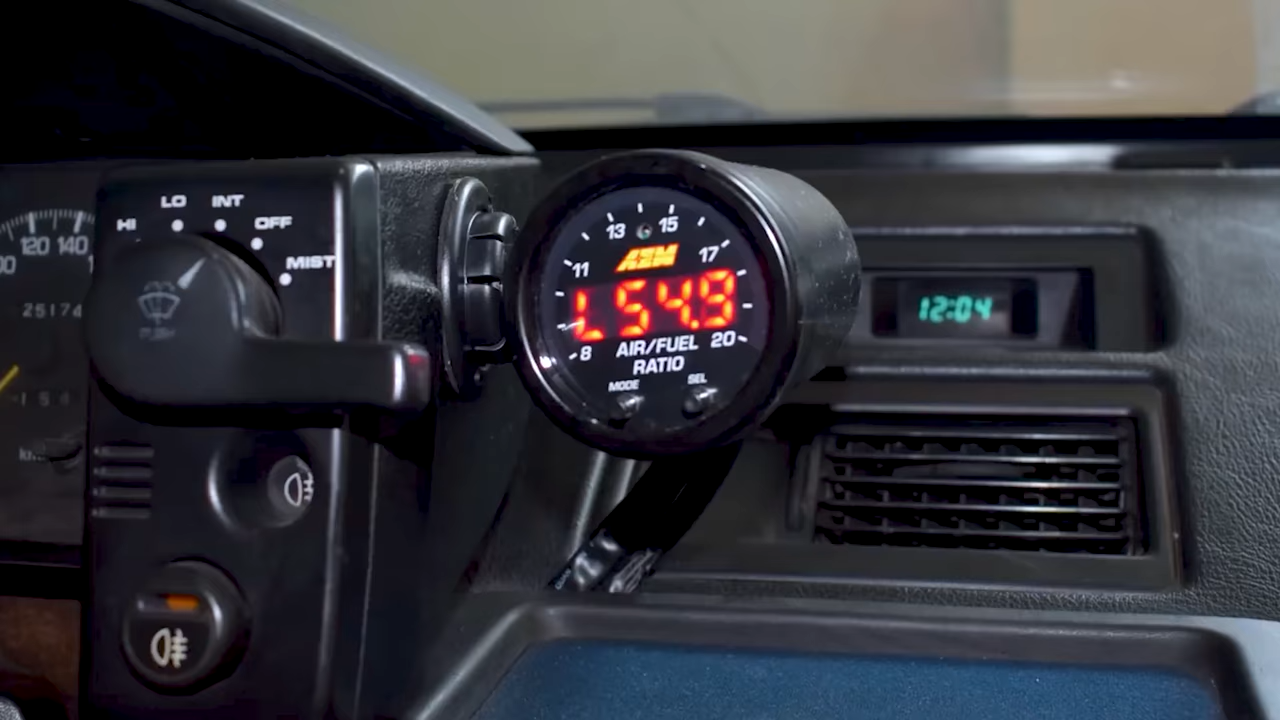 HI
LO
INT
OFF
MIST
120 140
25174
13
15
11
17
AEM
L54.9
8
AIR/FUEL
20
RATIO
MODE
SEL
12:04